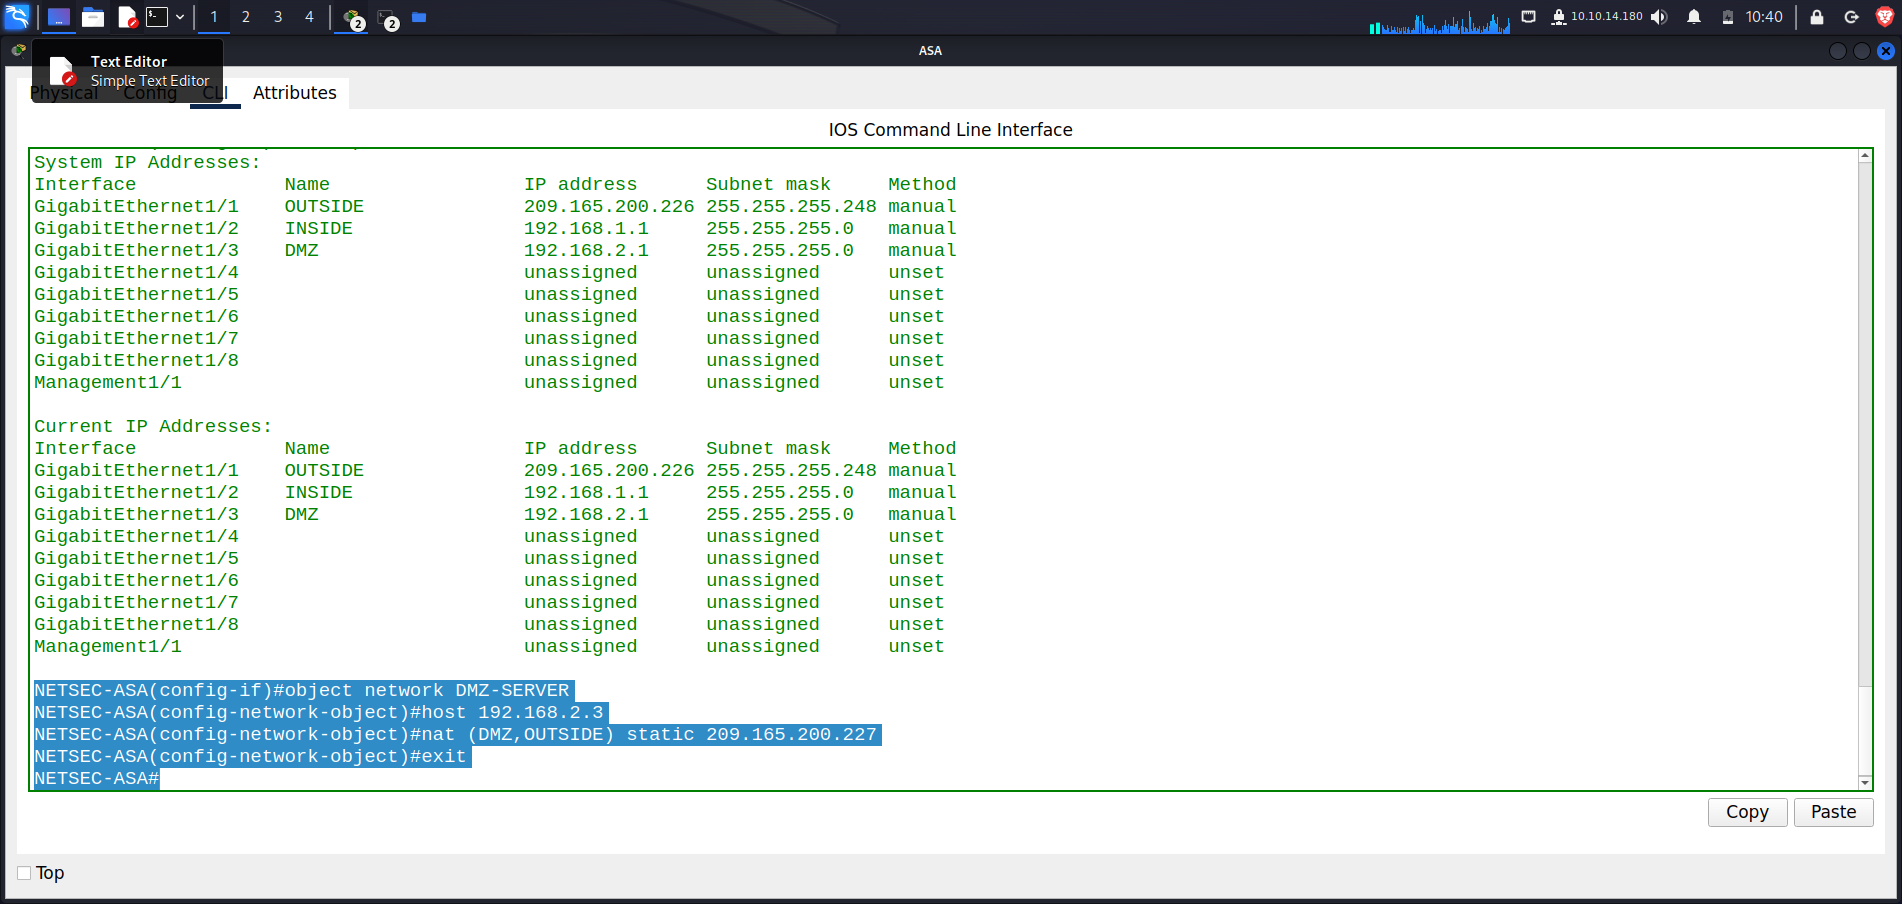 1 2 3 4 2 2 10.10.14.180 10:40
ASA
Text Editor
Simple Text Editor
Physical Config CLI Attributes
IOS Command Line Interface
System IP Addresses:
Interface Name IP address Subnet mask Method
GigabitEthernet1/1 OUTSIDE 209.165.200.226 255.255.255.248 manual
GigabitEthernet1/2 INSIDE 192.168.1.1 255.255.255.0 manual
GigabitEthernet1/3 DMZ 192.168.2.1 255.255.255.0 manual
GigabitEthernet1/4 unassigned unassigned unset
GigabitEthernet1/5 unassigned unassigned unset
GigabitEthernet1/6 unassigned unassigned unset
GigabitEthernet1/7 unassigned unassigned unset
GigabitEthernet1/8 unassigned unassigned unset
Management1/1 unassigned unassigned unset
Current IP Addresses:
Interface Name IP address Subnet mask Method
GigabitEthernet1/1 OUTSIDE 209.165.200.226 255.255.255.248 manual
GigabitEthernet1/2 INSIDE 192.168.1.1 255.255.255.0 manual
GigabitEthernet1/3 DMZ 192.168.2.1 255.255.255.0 manual
GigabitEthernet1/4 unassigned unassigned unset
GigabitEthernet1/5 unassigned unassigned unset
GigabitEthernet1/6 unassigned unassigned unset
GigabitEthernet1/7 unassigned unassigned unset
GigabitEthernet1/8 unassigned unassigned unset
Management1/1 unassigned unassigned unset
NETSEC-ASA(config-if)#object network DMZ-SERVER
NETSEC-ASA(config-network-object)#host 192.168.2.3
NETSEC-ASA(config-network-object)#nat (DMZ,OUTSIDE) static 209.165.200.227
NETSEC-ASA(config-network-object)#exit
NETSEC-ASA#
Copy Paste
Top